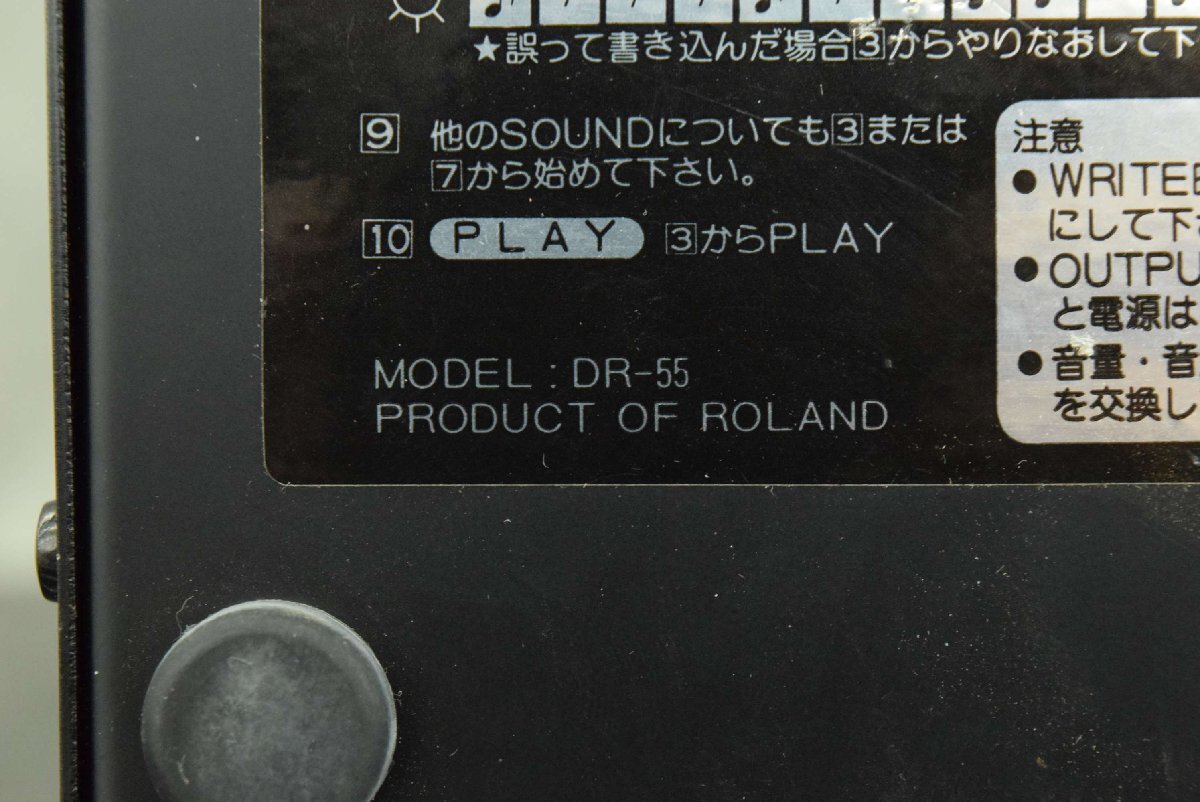 ★誤って書き込んだ場合3からやりなおして下
9 他のSOUNDについても3または
7から始めて下さい。
10 PLAY 3からPLAY
MODEL : DR-55
PRODUCT OF ROLAND
注意
●WRITE
にして下
●OUTPU
と電源は
●音量・音
を交換し